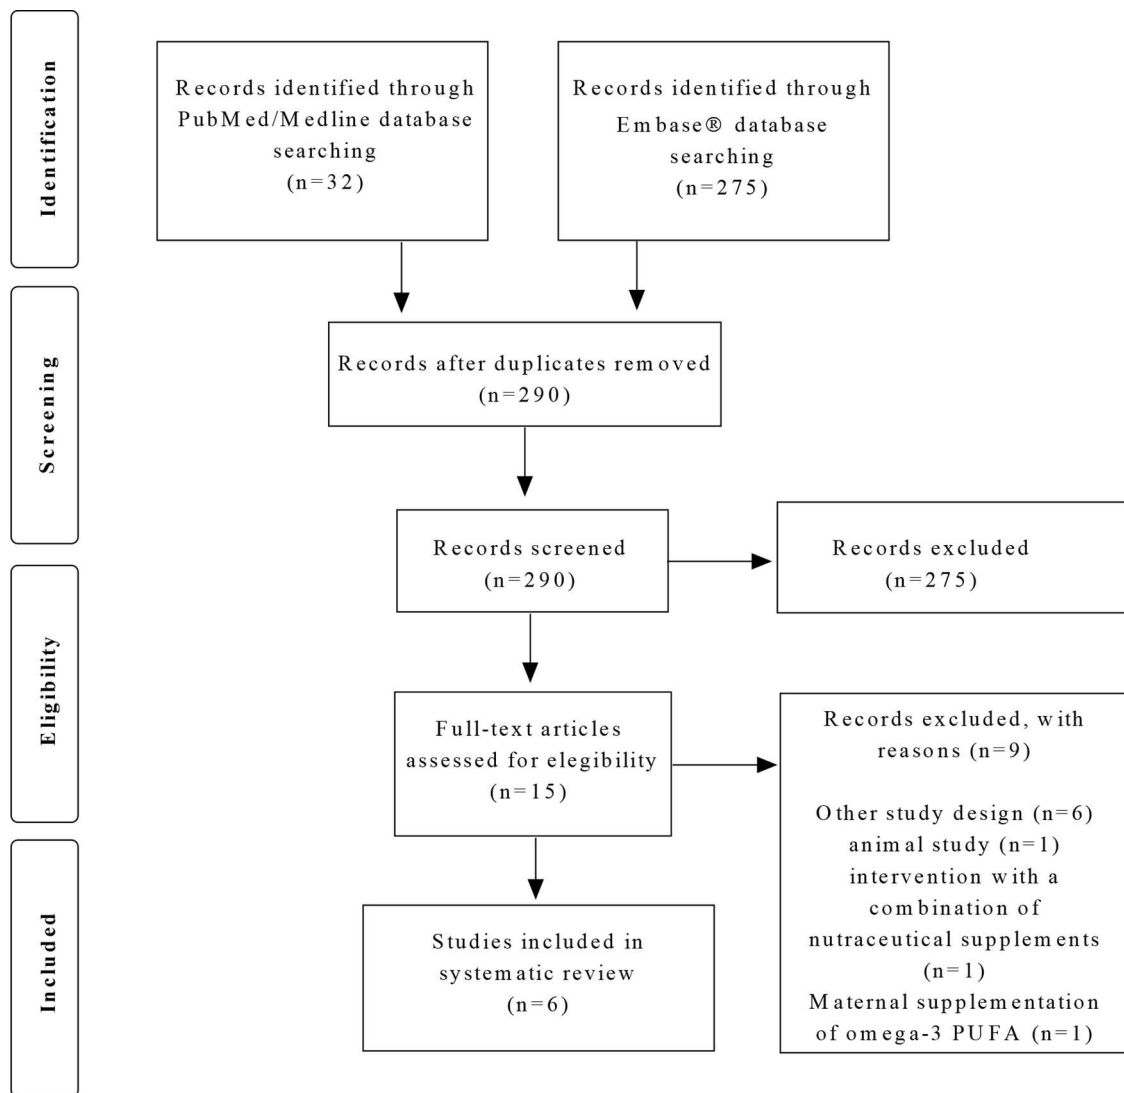 Identification
Records identified through
PubMed/Medline database
searching
(n=32)
Records identified through
Embase® database
searching
(n=275)
Screening
Records after duplicates removed
(n=290)
Records screened
(n=290)
Records excluded
(n=275)
Eligibility
Full-text articles
assessed for elegibility
(n=15)
Records excluded, with
reasons (n=9)
Other study design (n=6)
animal study (n=1)
intervention with a
combination of
nutraceutical supplements
(n=1)
Maternal supplementation
of omega-3 PUFA (n=1)
Included
Studies included in
systematic review
(n=6)